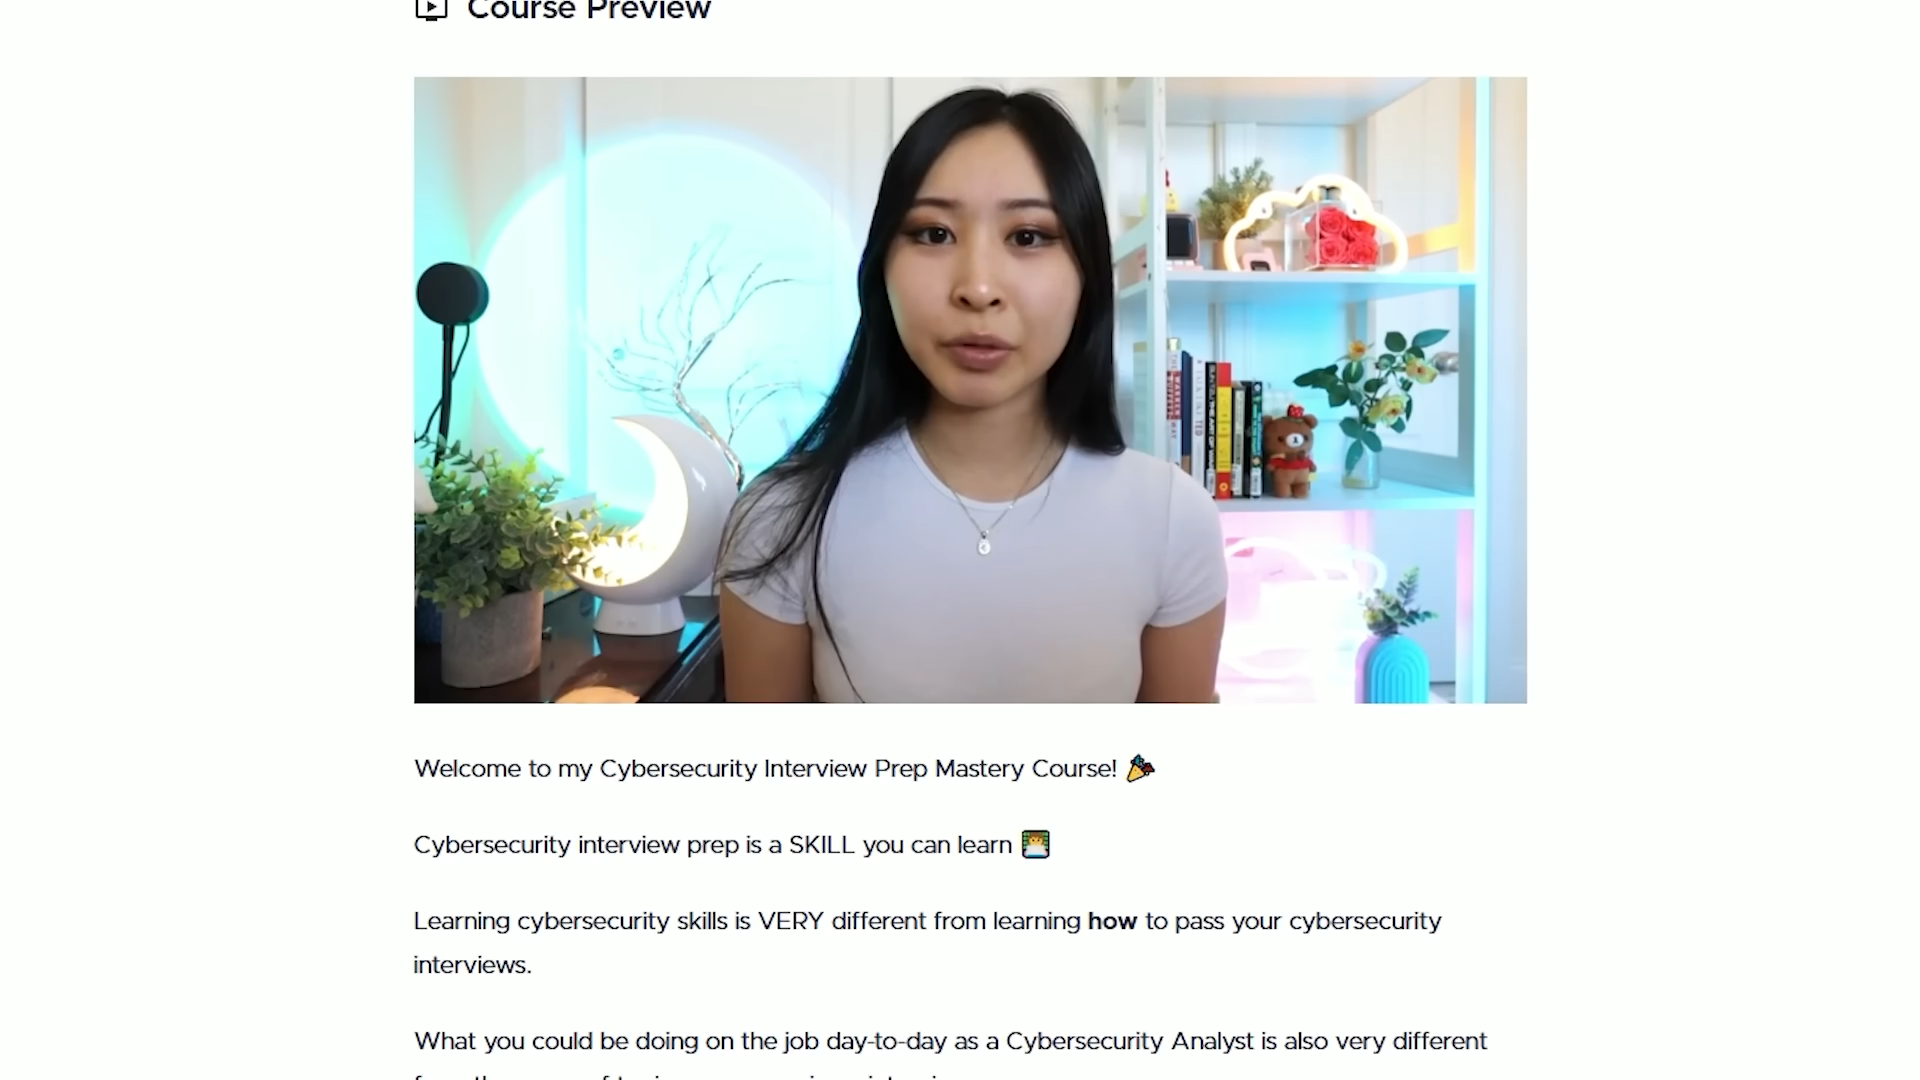 Course Preview
Welcome to my Cybersecurity Interview Prep Mastery Course! 🎉
Cybersecurity interview prep is a SKILL you can learn 👩‍💻
Learning cybersecurity skills is VERY different from learning how to pass your cybersecurity
interviews.
What you could be doing on the job day-to-day as a Cybersecurity Analyst is also very different